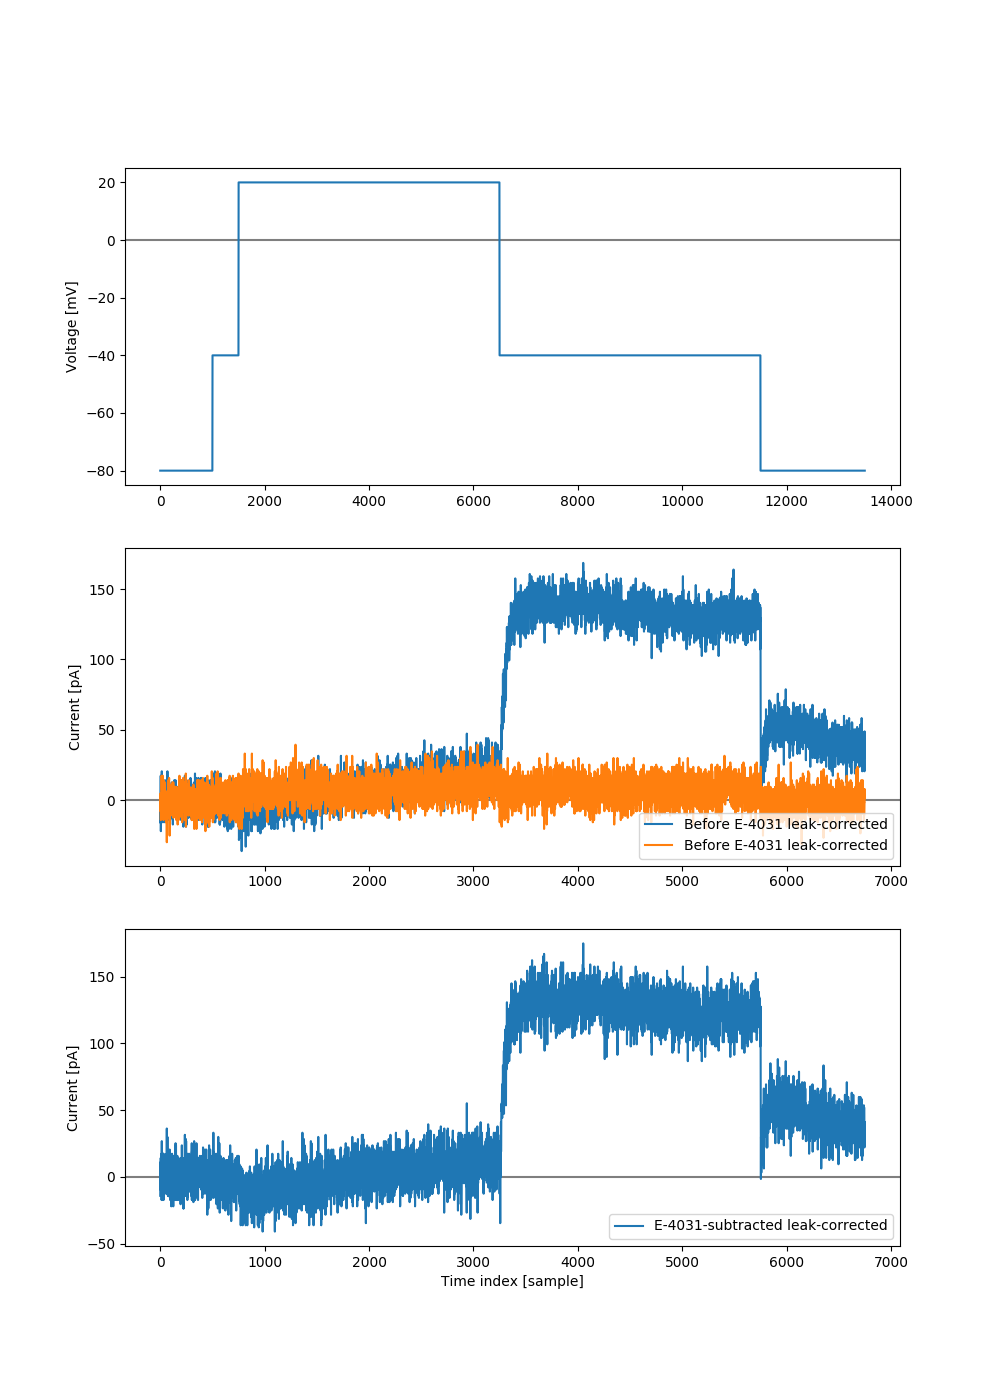 20
0
−20
−40
−60
−80
Voltage [mV]
0 2000 4000 6000 8000 10000 12000 14000
150
100
50
0
Current [pA]
Before E-4031 leak-corrected
Before E-4031 leak-corrected
0 1000 2000 3000 4000 5000 6000 7000
150
100
50
0
−50
Current [pA]
E-4031-subtracted leak-corrected
0 1000 2000 3000 4000 5000 6000 7000
Time index [sample]